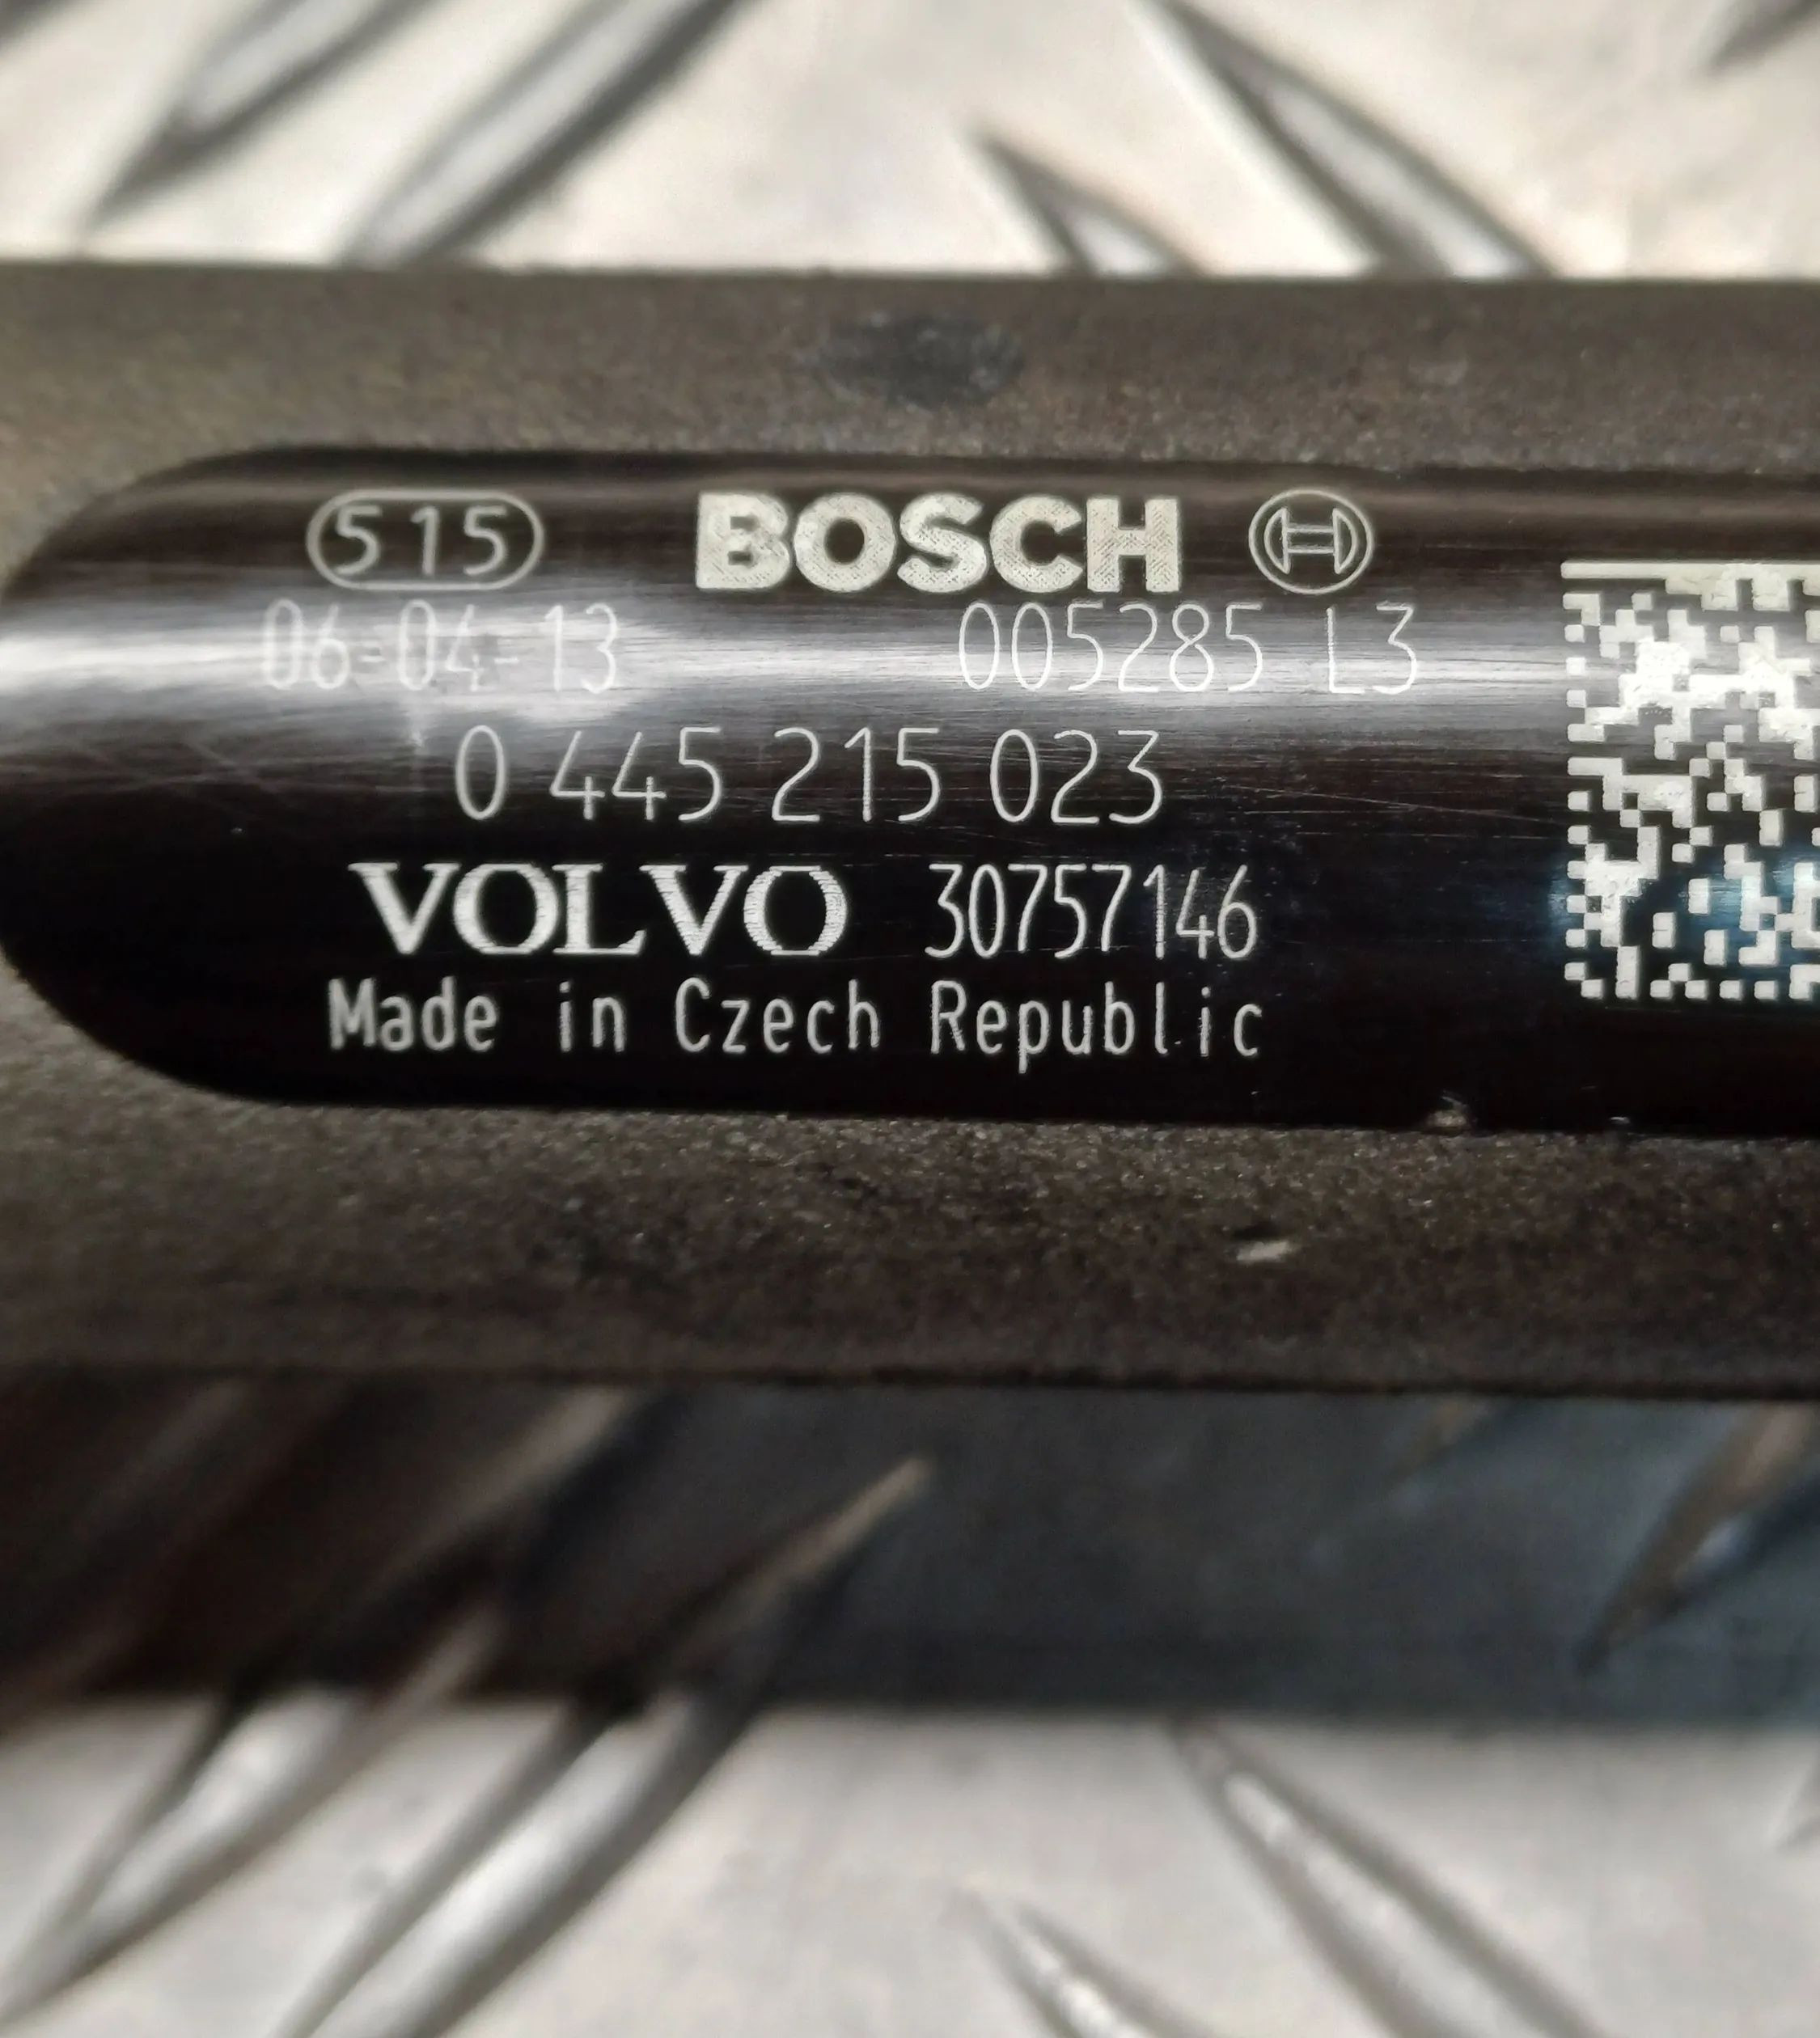 515 BOSCH
06-04-13 005285 L3
0 445 215 023
VOLVO 30757146
Made in Czech Republic